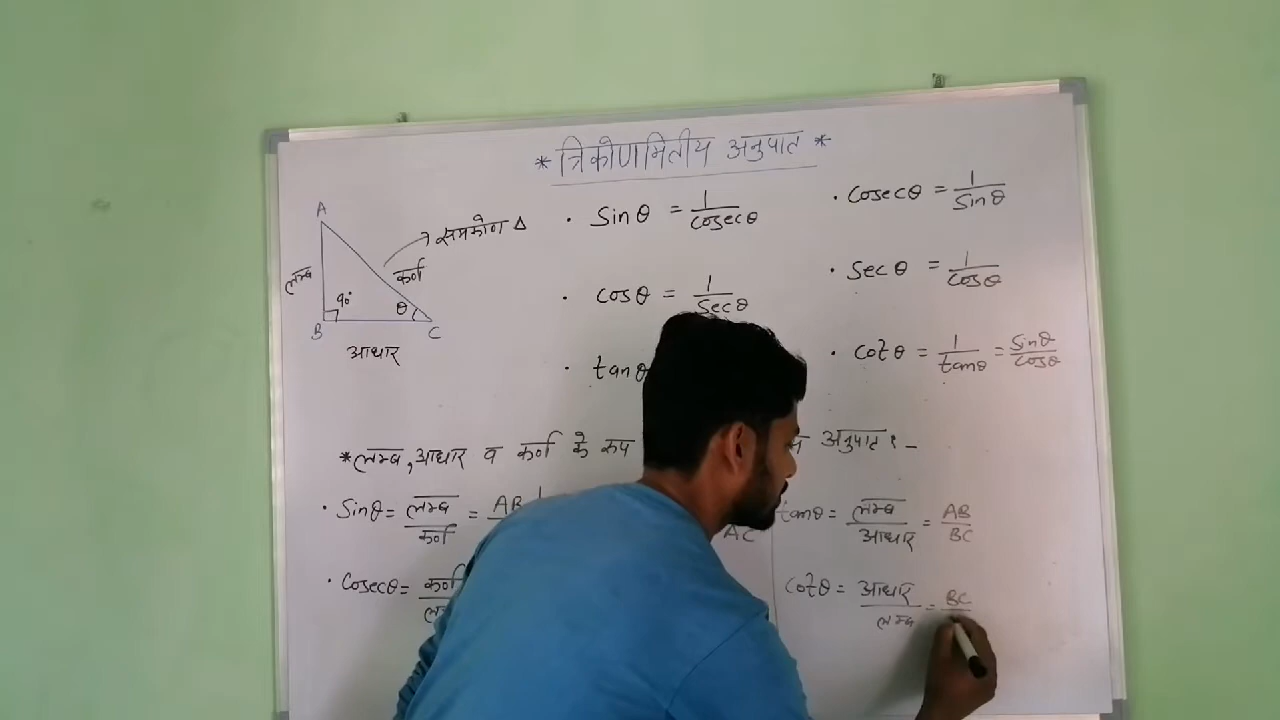 * त्रिकोणमितीय अनुपात *
A
→ समकोण Δ
लम्ब
कर्ण
90°
θ
B
C
आधार
· sinθ = 1/cosecθ
· cosecθ = 1/sinθ
· cosθ = 1/secθ
· secθ = 1/cosθ
· tanθ
· cotθ = 1/tanθ = sinθ/cosθ
* लम्ब, आधार व कर्ण के रूप अनुपात :-
· sinθ = लम्ब/कर्ण = AB
AC
tanθ = लम्ब/आधार = AB/BC
· cosecθ = कर्ण/लम्ब
cotθ = आधार/लम्ब = BC